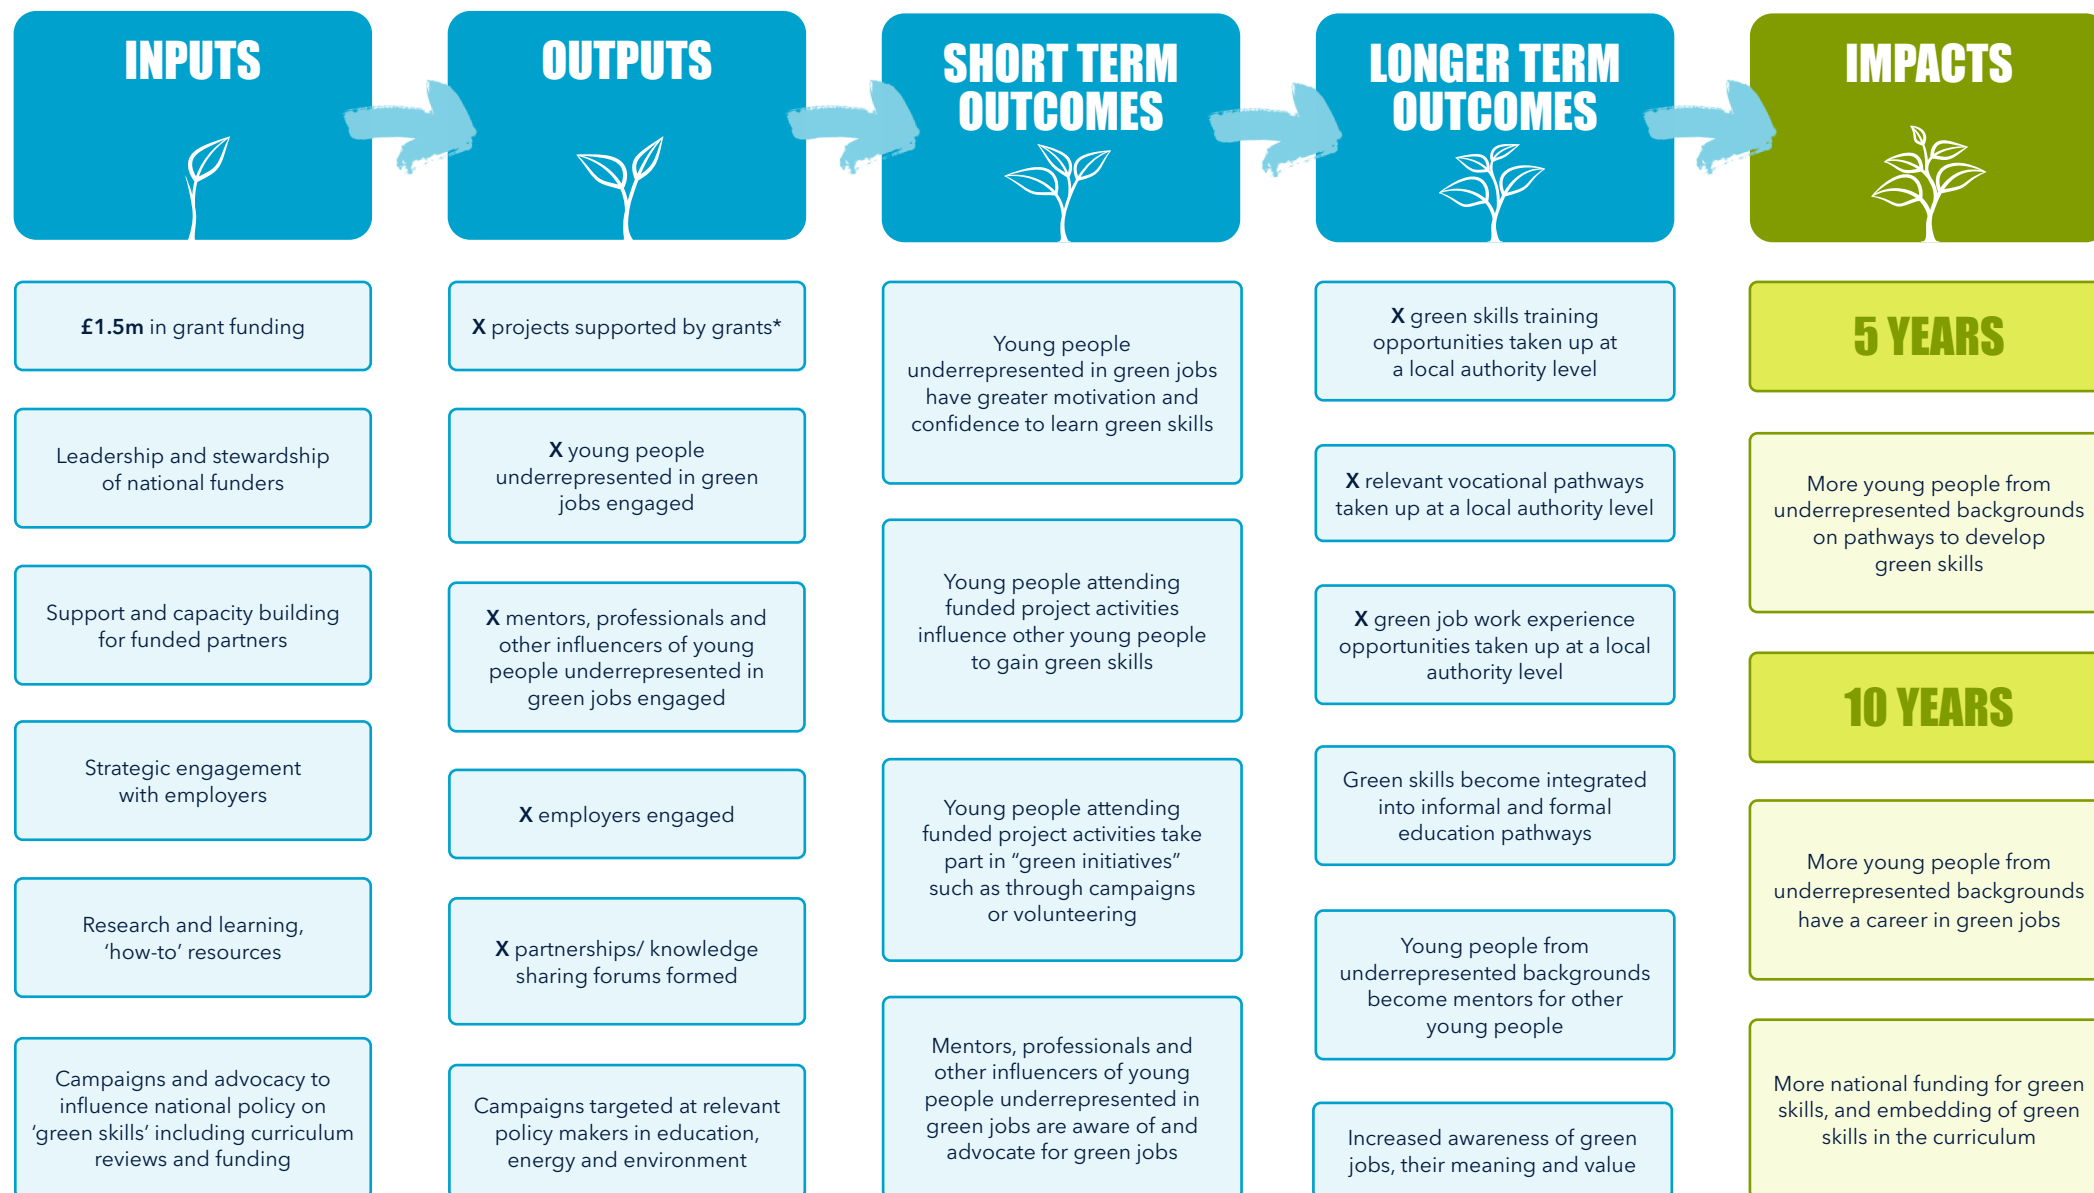 INPUTS
£1.5m in grant funding
Leadership and stewardship
of national funders
Support and capacity building
for funded partners
Strategic engagement
with employers
Research and learning,
‘how-to’ resources
Campaigns and advocacy to
influence national policy on
‘green skills’ including curriculum
reviews and funding
OUTPUTS
X projects supported by grants*
X young people
underrepresented in green
jobs engaged
X mentors, professionals and
other influencers of young
people underrepresented in
green jobs engaged
X employers engaged
X partnerships/ knowledge
sharing forums formed
Campaigns targeted at relevant
policy makers in education,
energy and environment
SHORT TERM
OUTCOMES
Young people
underrepresented in green jobs
have greater motivation and
confidence to learn green skills
Young people attending
funded project activities
influence other young people
to gain green skills
Young people attending
funded project activities take
part in “green initiatives”
such as through campaigns
or volunteering
Mentors, professionals and
other influencers of young
people underrepresented in
green jobs are aware of and
advocate for green jobs
LONGER TERM
OUTCOMES
X green skills training
opportunities taken up at
a local authority level
X relevant vocational pathways
taken up at a local authority level
X green job work experience
opportunities taken up at a local
authority level
Green skills become integrated
into informal and formal
education pathways
Young people from
underrepresented backgrounds
become mentors for other
young people
Increased awareness of green
jobs, their meaning and value
IMPACTS
5 YEARS
More young people from
underrepresented backgrounds
on pathways to develop
green skills
10 YEARS
More young people from
underrepresented backgrounds
have a career in green jobs
More national funding for green
skills, and embedding of green
skills in the curriculum